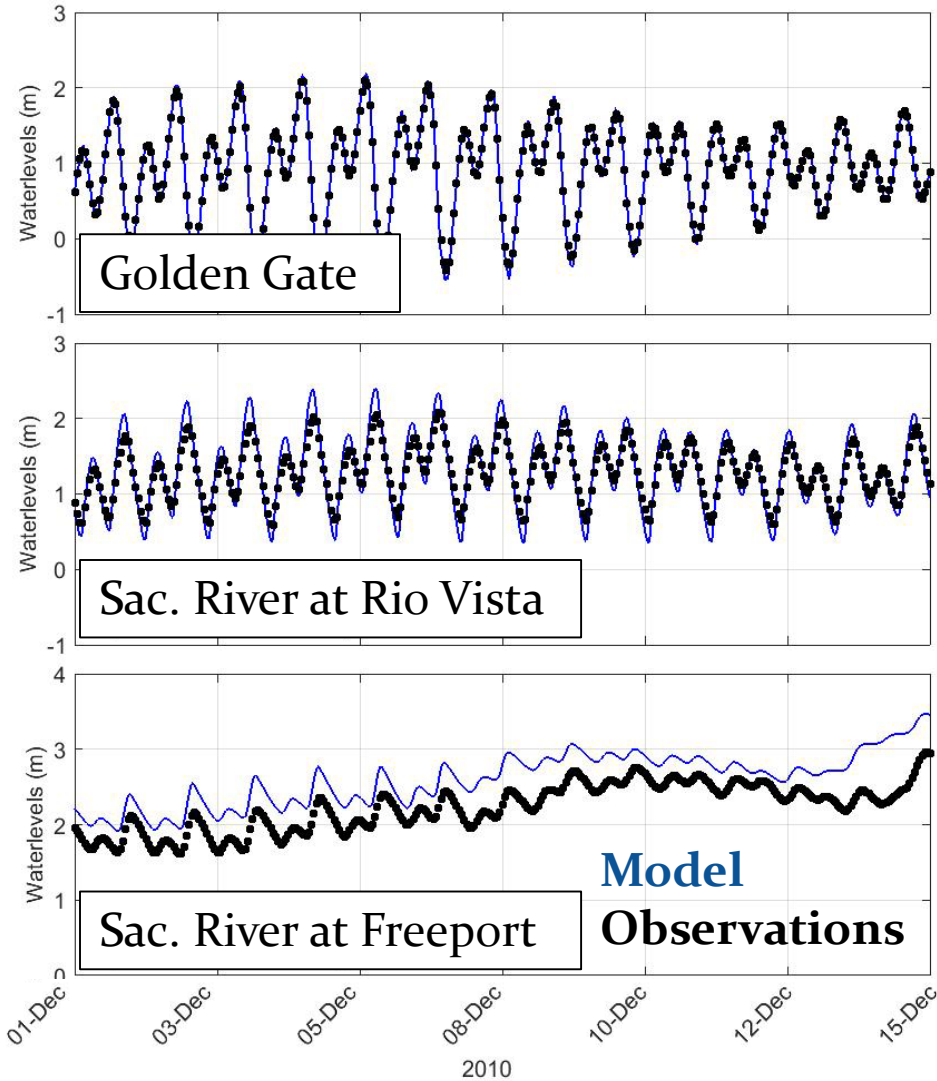 3
2
1
0
-1
Waterlevels (m)
Golden Gate
3
2
1
0
-1
Waterlevels (m)
Sac. River at Rio Vista
4
3
2
1
0
Waterlevels (m)
Model
Sac. River at Freeport
Observations
01-Dec 03-Dec 05-Dec 08-Dec 10-Dec 12-Dec 15-Dec
2010